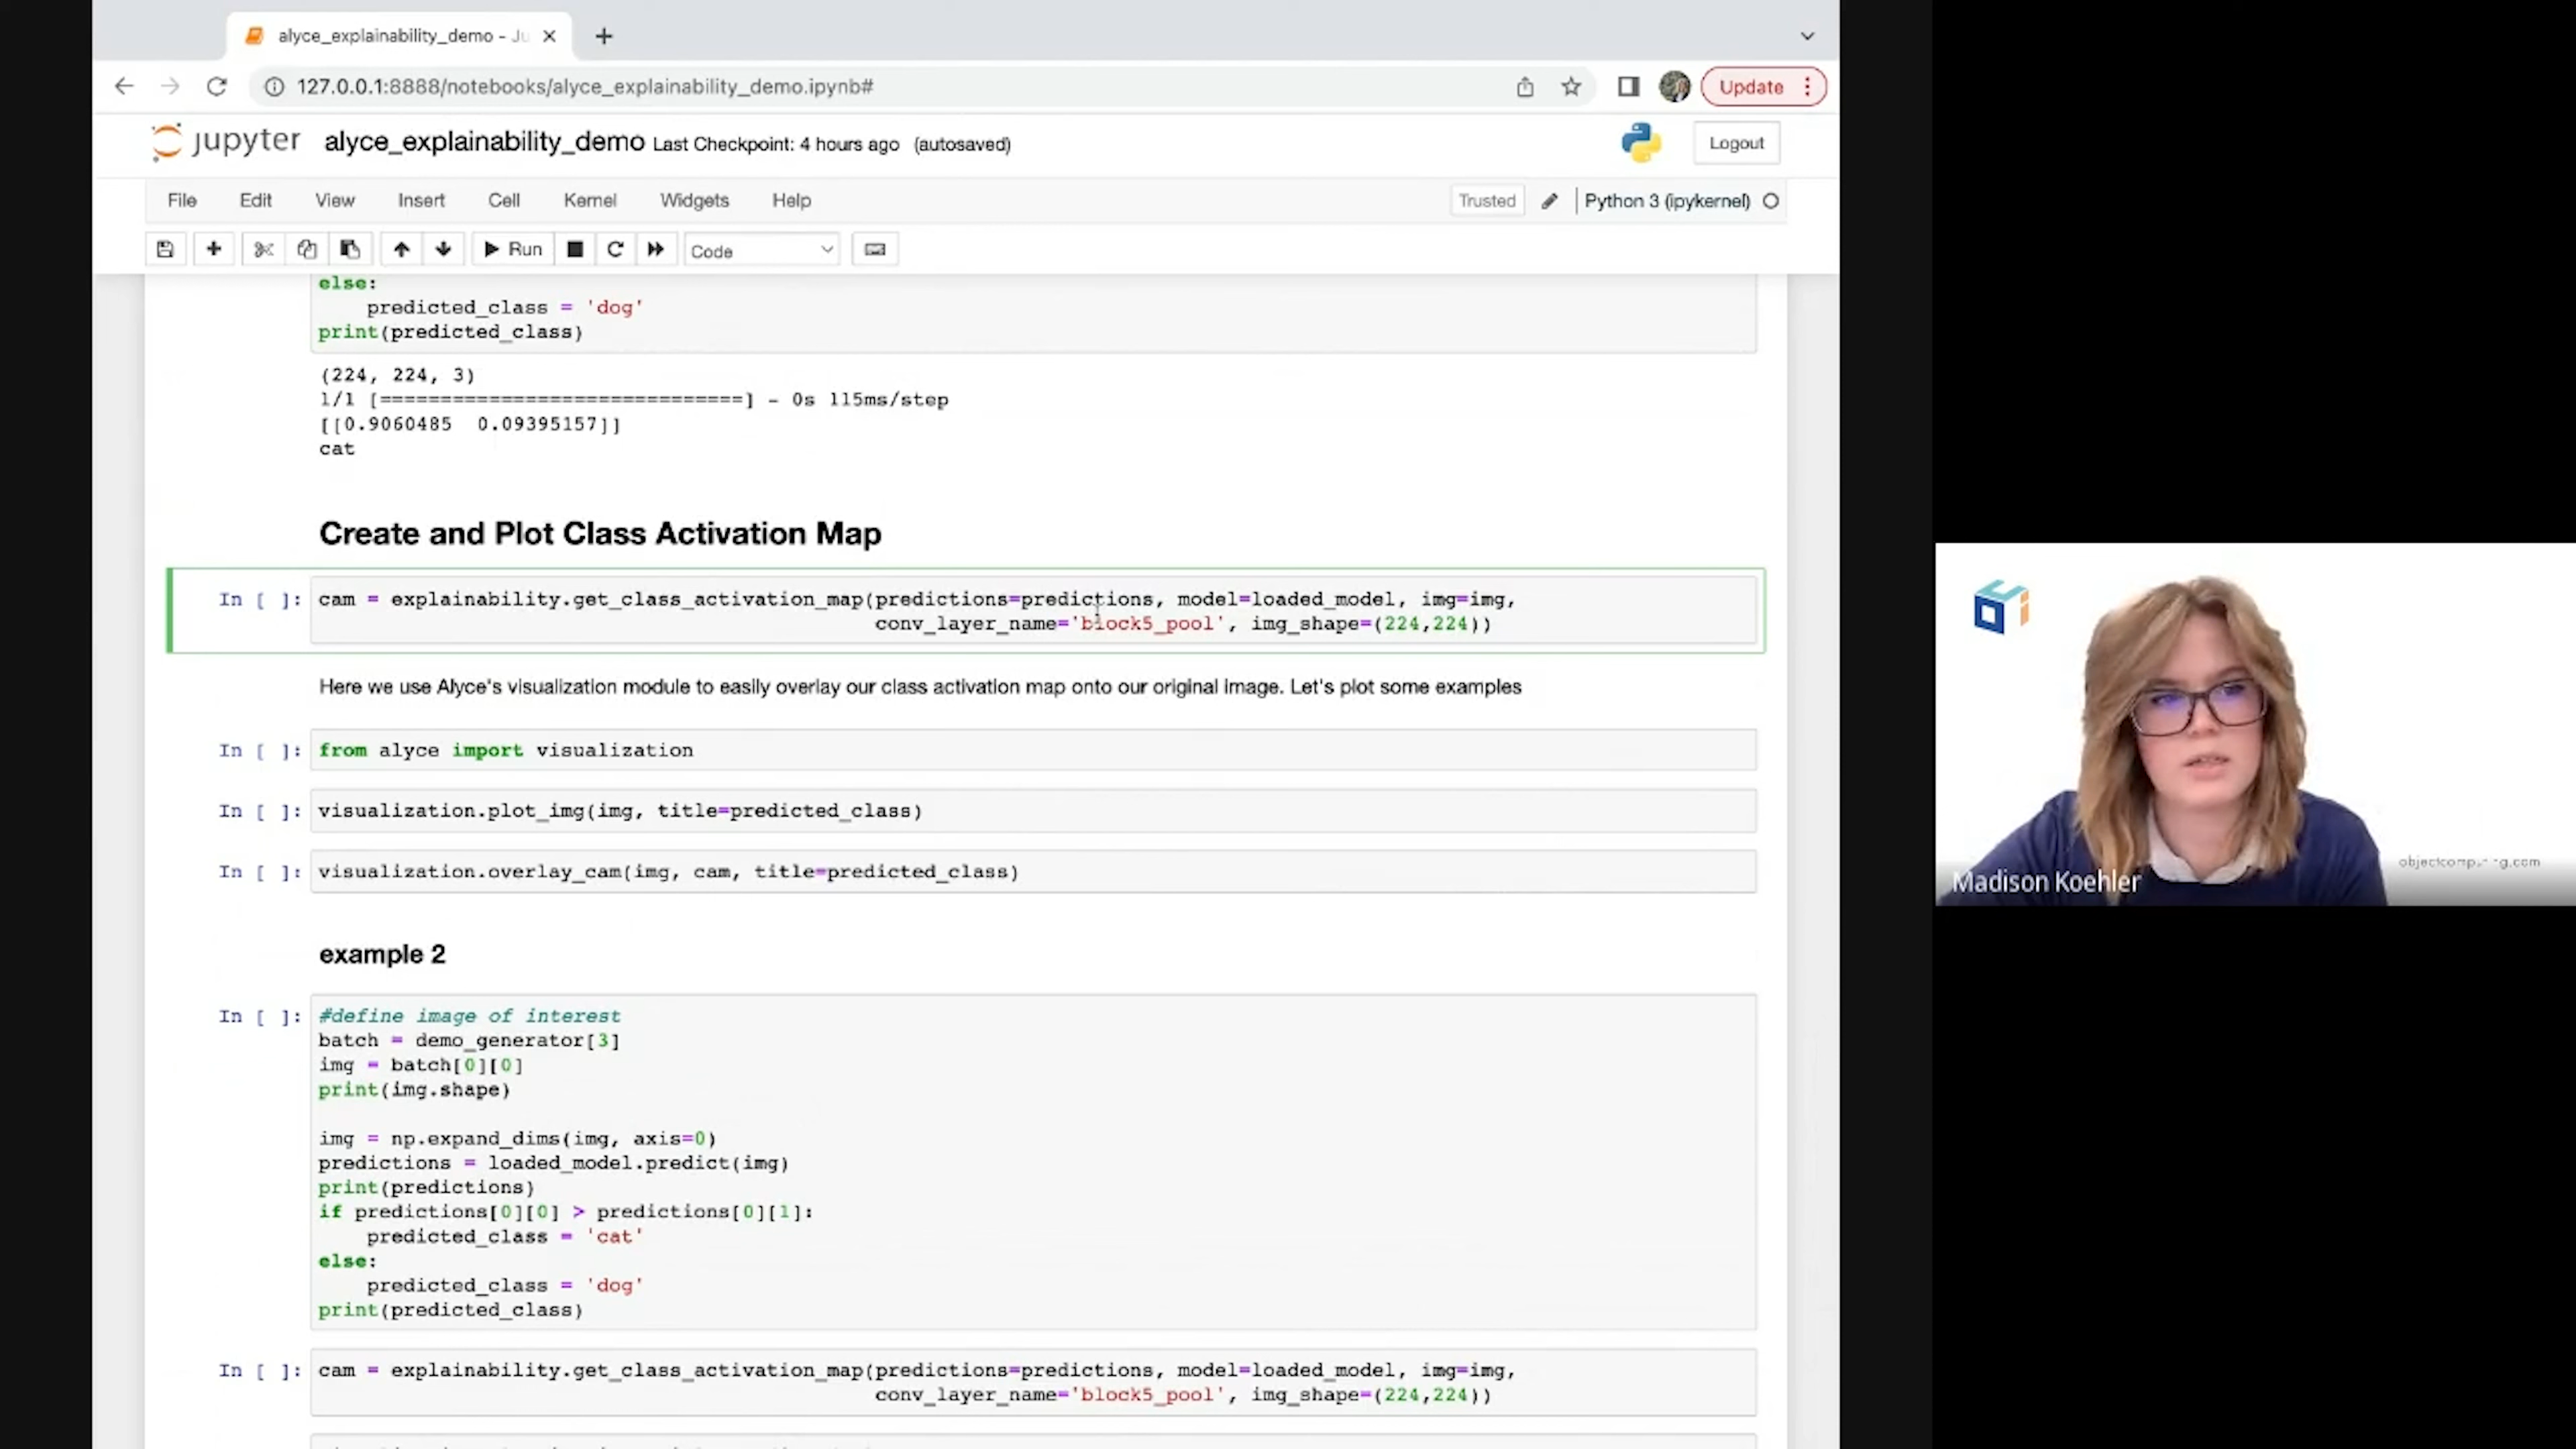 alyce_explainability_demo - Ju
127.0.0.1:8888/notebooks/alyce_explainability_demo.ipynb#
Update
jupyter alyce_explainability_demo Last Checkpoint: 4 hours ago (autosaved)
Logout
File Edit View Insert Cell Kernel Widgets Help
Trusted
Python 3 (ipykernel)
Run
Code
else:
predicted_class = 'dog'
print(predicted_class)
(224, 224, 3)
1/1 [==============================] - 0s 115ms/step
[[0.9060485 0.09395157]]
cat
Create and Plot Class Activation Map
In [ ]: cam = explainability.get_class_activation_map(predictions=predictions, model=loaded_model, img=img,
conv_layer_name='block5_pool', img_shape=(224,224))
Here we use Alyce's visualization module to easily overlay our class activation map onto our original image. Let's plot some examples
In [ ]: from alyce import visualization
In [ ]: visualization.plot_img(img, title=predicted_class)
In [ ]: visualization.overlay_cam(img, cam, title=predicted_class)
example 2
In [ ]: #define image of interest
batch = demo_generator[3]
img = batch[0][0]
print(img.shape)
img = np.expand_dims(img, axis=0)
predictions = loaded_model.predict(img)
print(predictions)
if predictions[0][0] > predictions[0][1]:
predicted_class = 'cat'
else:
predicted_class = 'dog'
print(predicted_class)
In [ ]: cam = explainability.get_class_activation_map(predictions=predictions, model=loaded_model, img=img,
conv_layer_name='block5_pool', img_shape=(224,224))
Madison Koehler